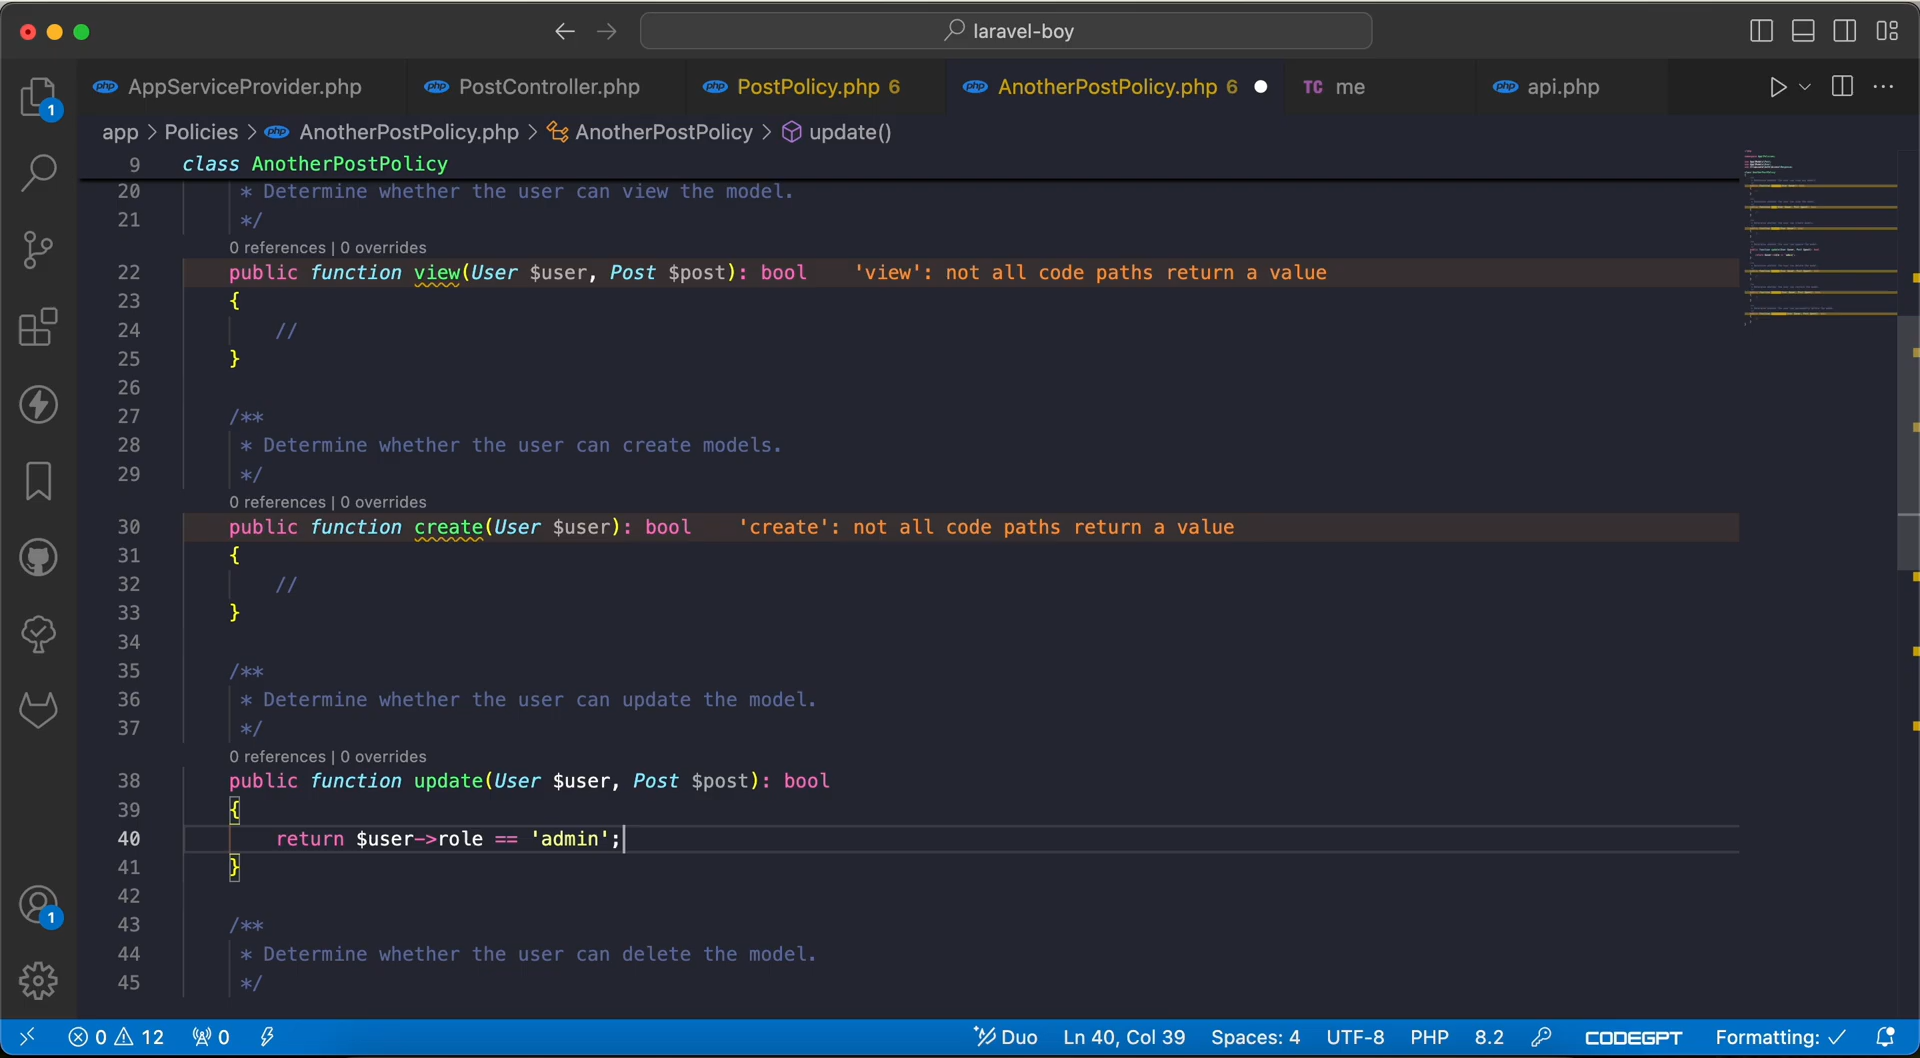 laravel-boy
php AppServiceProvider.php php PostController.php php PostPolicy.php 6 php AnotherPostPolicy.php 6 TC me php api.php
app > Policies > php AnotherPostPolicy.php > AnotherPostPolicy > update()
9 class AnotherPostPolicy
20 * Determine whether the user can view the model.
21 */
0 references | 0 overrides
22 public function view(User $user, Post $post): bool 'view': not all code paths return a value
23 {
24 //
25 }
26
27 /**
28 * Determine whether the user can create models.
29 */
0 references | 0 overrides
30 public function create(User $user): bool 'create': not all code paths return a value
31 {
32 //
33 }
34
35 /**
36 * Determine whether the user can update the model.
37 */
0 references | 0 overrides
38 public function update(User $user, Post $post): bool
39 {
40 return $user->role == 'admin';
41 }
42
43 /**
44 * Determine whether the user can delete the model.
45 */
1
1
0 12 0 Duo Ln 40, Col 39 Spaces: 4 UTF-8 PHP 8.2 CODEGPT Formatting: ✓